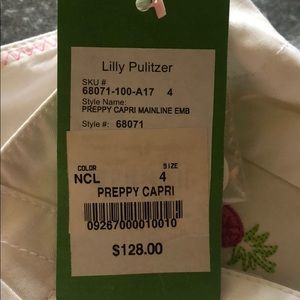 Lilly Pulitzer
SKU #
68071-100-A17 4
Style Name:
PREPPY CAPRI MAINLINE EMB
Style #: 68071
COLOR SIZE
NCL 4
PREPPY CAPRI
09267000010010
$128.00